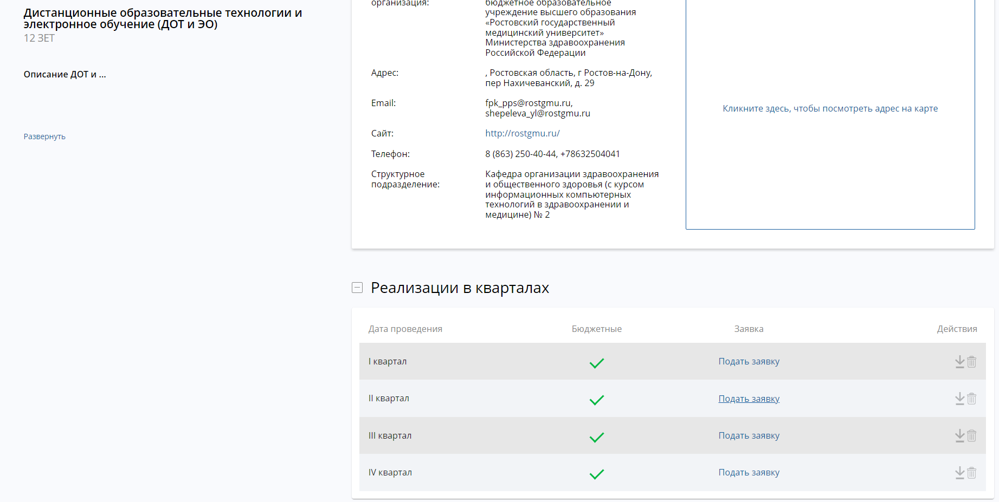 Дистанционные образовательные технологии и
электронное обучение (ДОТ и ЭО)
12 ЗЕТ
Описание ДОТ и ...
Развернуть
организация:
бюджетное образовательное
учреждение высшего образования
«Ростовский государственный
медицинский университет»
Министерства здравоохранения
Российской Федерации
Адрес:
, Ростовская область, г Ростов-на-Дону,
пер Нахичеванский, д. 29
Email:
fpk_pps@rostgmu.ru,
shepeleva_yl@rostgmu.ru
Сайт:
http://rostgmu.ru/
Телефон:
8 (863) 250-40-44, +78632504041
Структурное
подразделение:
Кафедра организации здравоохранения
и общественного здоровья (с курсом
информационных компьютерных
технологий в здравоохранении и
медицине) № 2
Кликните здесь, чтобы посмотреть адрес на карте
Реализации в кварталах
Дата проведения Бюджетные Заявка Действия
I квартал Подать заявку
II квартал Подать заявку
III квартал Подать заявку
IV квартал Подать заявку